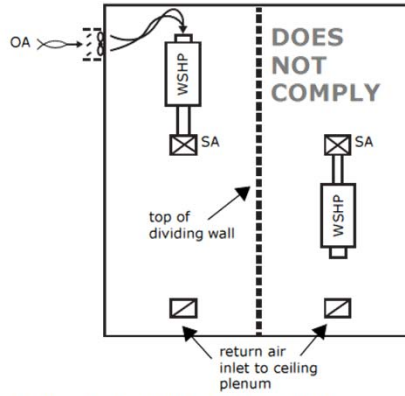 OA
WSHP
DOES
NOT
COMPLY
SA
SA
WSHP
top of
dividing wall
return air
inlet to ceiling
plenum